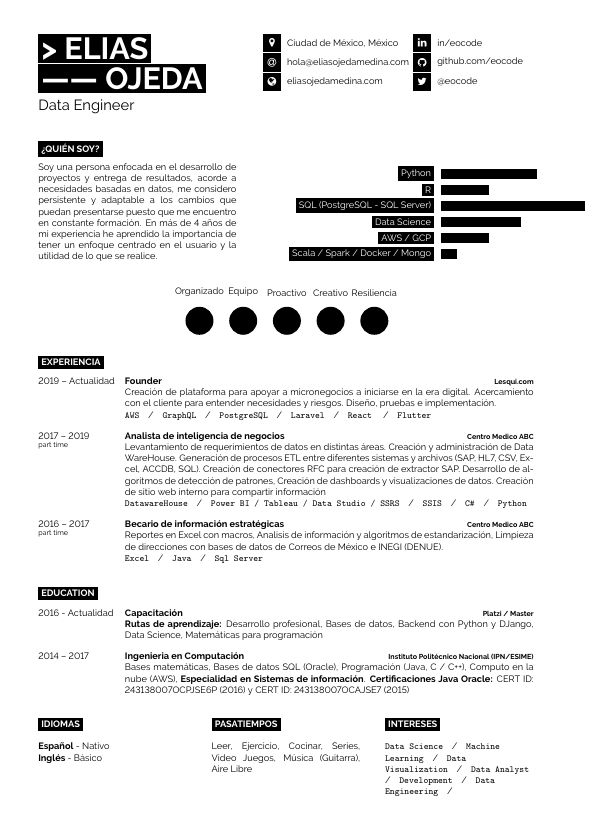 > ELIAS
—— OJEDA
Data Engineer
Ciudad de México, México
hola@eliasojedamedina.com
eliasojedamedina.com
in/eocode
github.com/eocode
@eocode
¿QUIÉN SOY?
Soy una persona enfocada en el desarrollo de
proyectos y entrega de resultados, acorde a
necesidades basadas en datos, me considero
persistente y adaptable a los cambios que
puedan presentarse puesto que me encuentro
en constante formación. En más de 4 años de
mi experiencia he aprendido la importancia de
tener un enfoque centrado en el usuario y la
utilidad de lo que se realice.
Python
R
SQL (PostgreSQL - SQL Server)
Data Science
AWS / GCP
Scala / Spark / Docker / Mongo
Organizado Equipo Proactivo Creativo Resiliencia
EXPERIENCIA
2019 – Actualidad Founder Lesqui.com
Creación de plataforma para apoyar a micronegocios a iniciarse en la era digital. Acercamiento
con el cliente para entender necesidades y riesgos. Diseño, pruebas e implementación.
AWS / GraphQL / PostgreSQL / Laravel / React / Flutter
2017 – 2019 Analista de inteligencia de negocios Centro Medico ABC
part time
Levantamiento de requerimientos de datos en distintas áreas. Creación y administración de Data
WareHouse. Generación de procesos ETL entre diferentes sistemas y archivos (SAP, HL7, CSV, Ex-
cel, ACCDB, SQL). Creación de conectores RFC para creación de extractor SAP. Desarrollo de al-
goritmos de detección de patrones, Creación de dashboards y visualizaciones de datos. Creación
de sitio web interno para compartir información
DatawareHouse / Power BI / Tableau / Data Studio / SSRS / SSIS / C# / Python
2016 – 2017 Becario de información estratégicas Centro Medico ABC
part time
Reportes en Excel con macros, Analisis de información y algoritmos de estandarización, Limpieza
de direcciones con bases de datos de Correos de México e INEGI (DENUE).
Excel / Java / Sql Server
EDUCATION
2016 - Actualidad Capacitación Platzi / Master
Rutas de aprendizaje: Desarrollo profesional, Bases de datos, Backend con Python y DJango,
Data Science, Matemáticas para programación
2014 – 2017 Ingenieria en Computación Instituto Politécnico Nacional (IPN/ESIME)
Bases matemáticas, Bases de datos SQL (Oracle), Programación (Java, C / C++), Computo en la
nube (AWS), Especialidad en Sistemas de información. Certificaciones Java Oracle: CERT ID:
243138007OCPJSE6P (2016) y CERT ID: 243138007OCAJSE7 (2015)
IDIOMAS
Español - Nativo
Inglés - Básico
PASATIEMPOS
Leer, Ejercicio, Cocinar, Series,
Video Juegos, Música (Guitarra),
Aire Libre
INTERESES
Data Science / Machine
Learning / Data
Visualization / Data Analyst
/ Development / Data
Engineering /